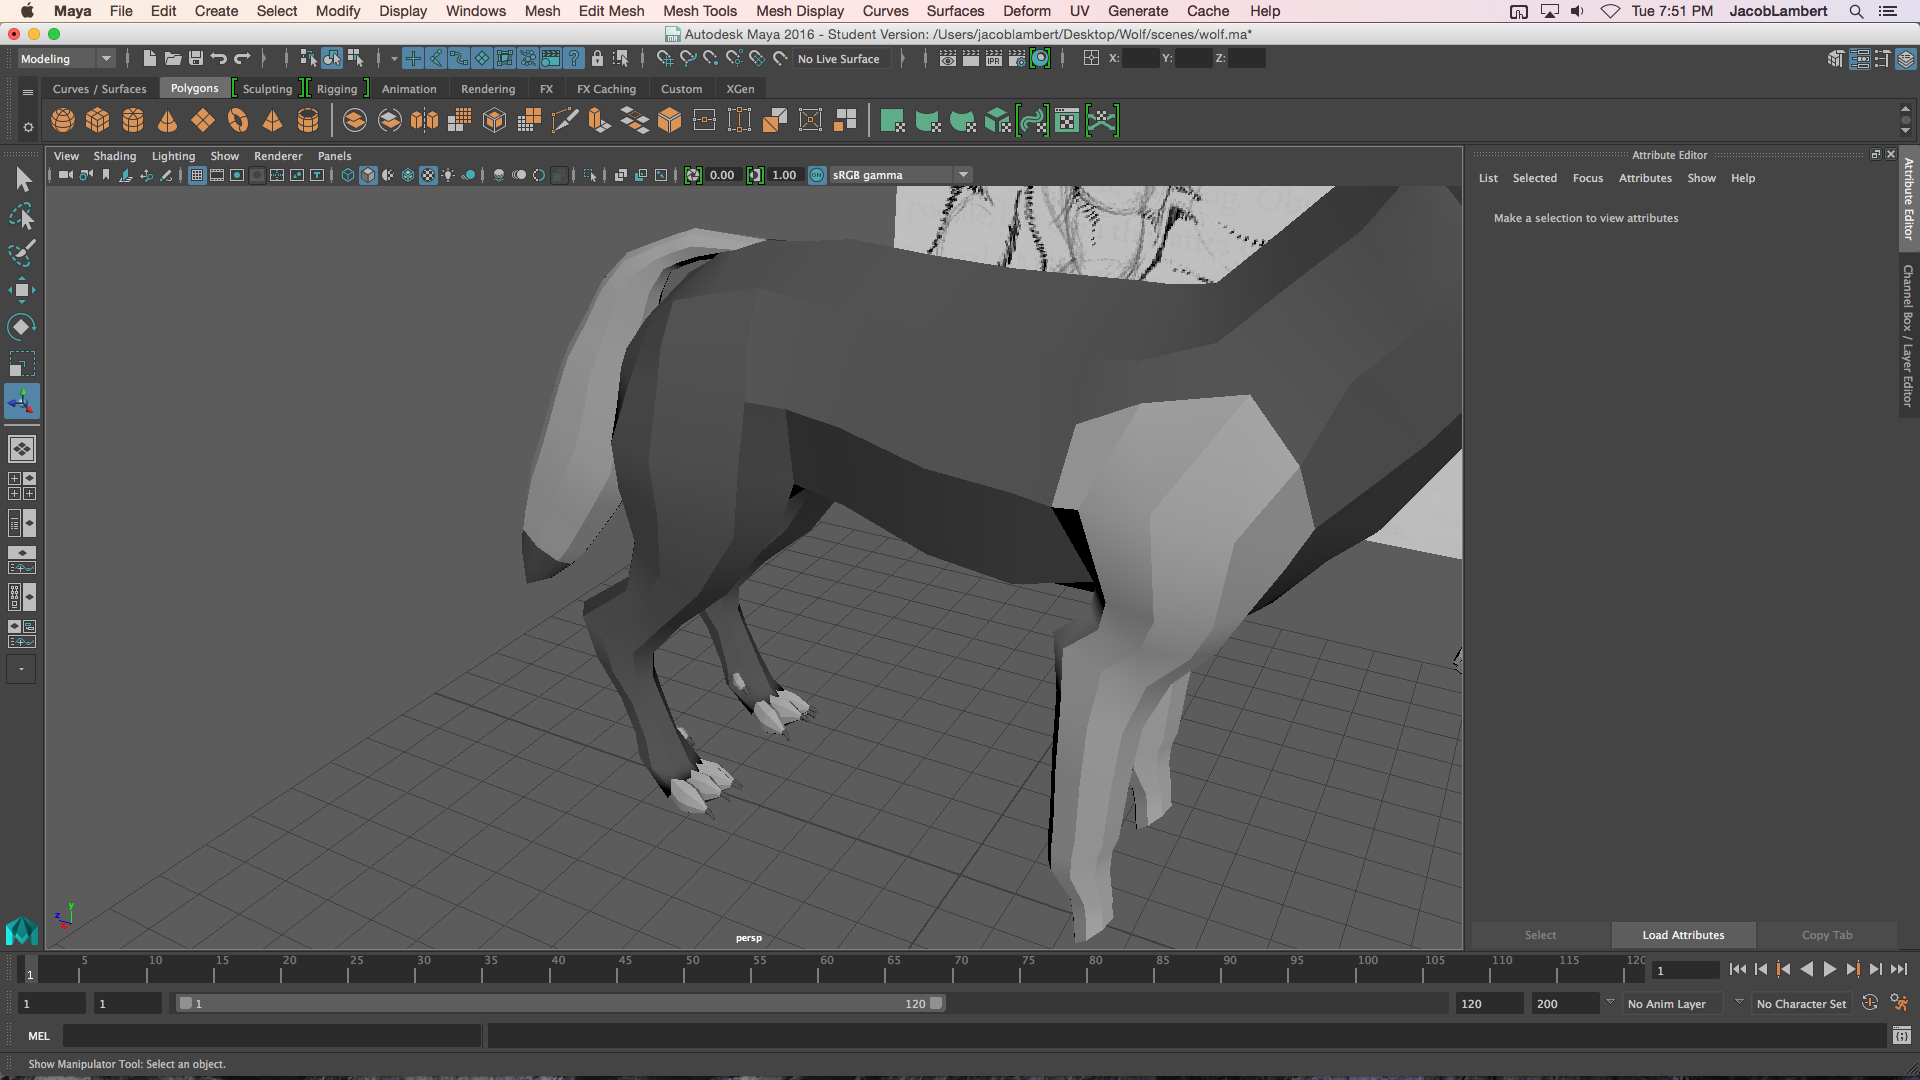 Maya File Edit Create Select Modify Display Windows Mesh Edit Mesh Mesh Tools Mesh Display Curves Surfaces Deform UV Generate Cache Help Tue 7:51 PM JacobLambert
Autodesk Maya 2016 - Student Version: /Users/jacoblambert/Desktop/Wolf/scenes/wolf.ma*
Modeling No Live Surface IPR X: Y: Z:
Curves / Surfaces Polygons Sculpting Rigging Animation Rendering FX FX Caching Custom XGen
View Shading Lighting Show Renderer Panels
0.00 1.00 ON sRGB gamma
Attribute Editor
List Selected Focus Attributes Show Help
Make a selection to view attributes
Attribute Editor
Channel Box / Layer Editor
y
z
x
persp
Select Load Attributes Copy Tab
5 10 15 20 25 30 35 40 45 50 55 60 65 70 75 80 85 90 95 100 105 110 115 120
1 1
1 1 1 120 120 200 No Anim Layer No Character Set
MEL
Show Manipulator Tool: Select an object.